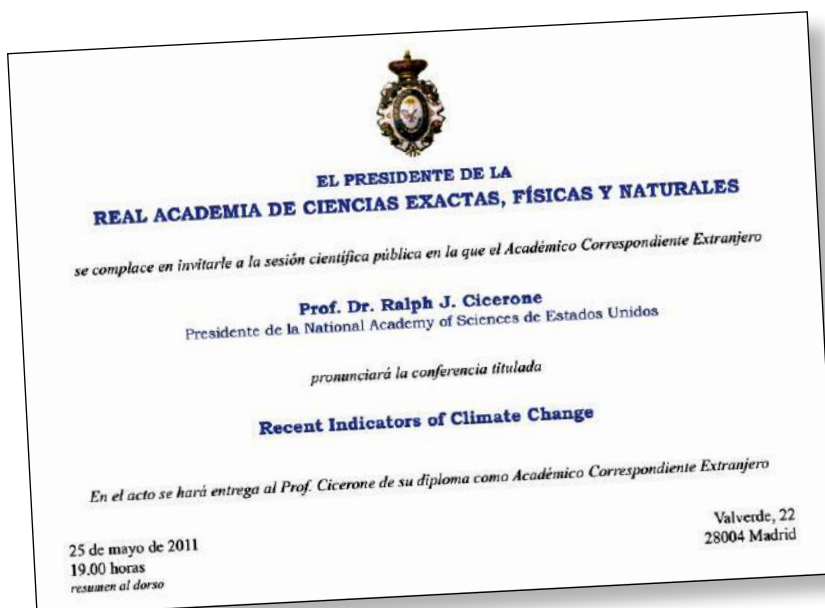 EL PRESIDENTE DE LA
REAL ACADEMIA DE CIENCIAS EXACTAS, FÍSICAS Y NATURALES
se complace en invitarle a la sesión científica pública en la que el Académico Correspondiente Extranjero
Prof. Dr. Ralph J. Cicerone
Presidente de la National Academy of Sciences de Estados Unidos
pronunciará la conferencia titulada
Recent Indicators of Climate Change
En el acto se hará entrega al Prof. Cicerone de su diploma como Académico Correspondiente Extranjero
25 de mayo de 2011
19.00 horas
resumen al dorso
Valverde, 22
28004 Madrid